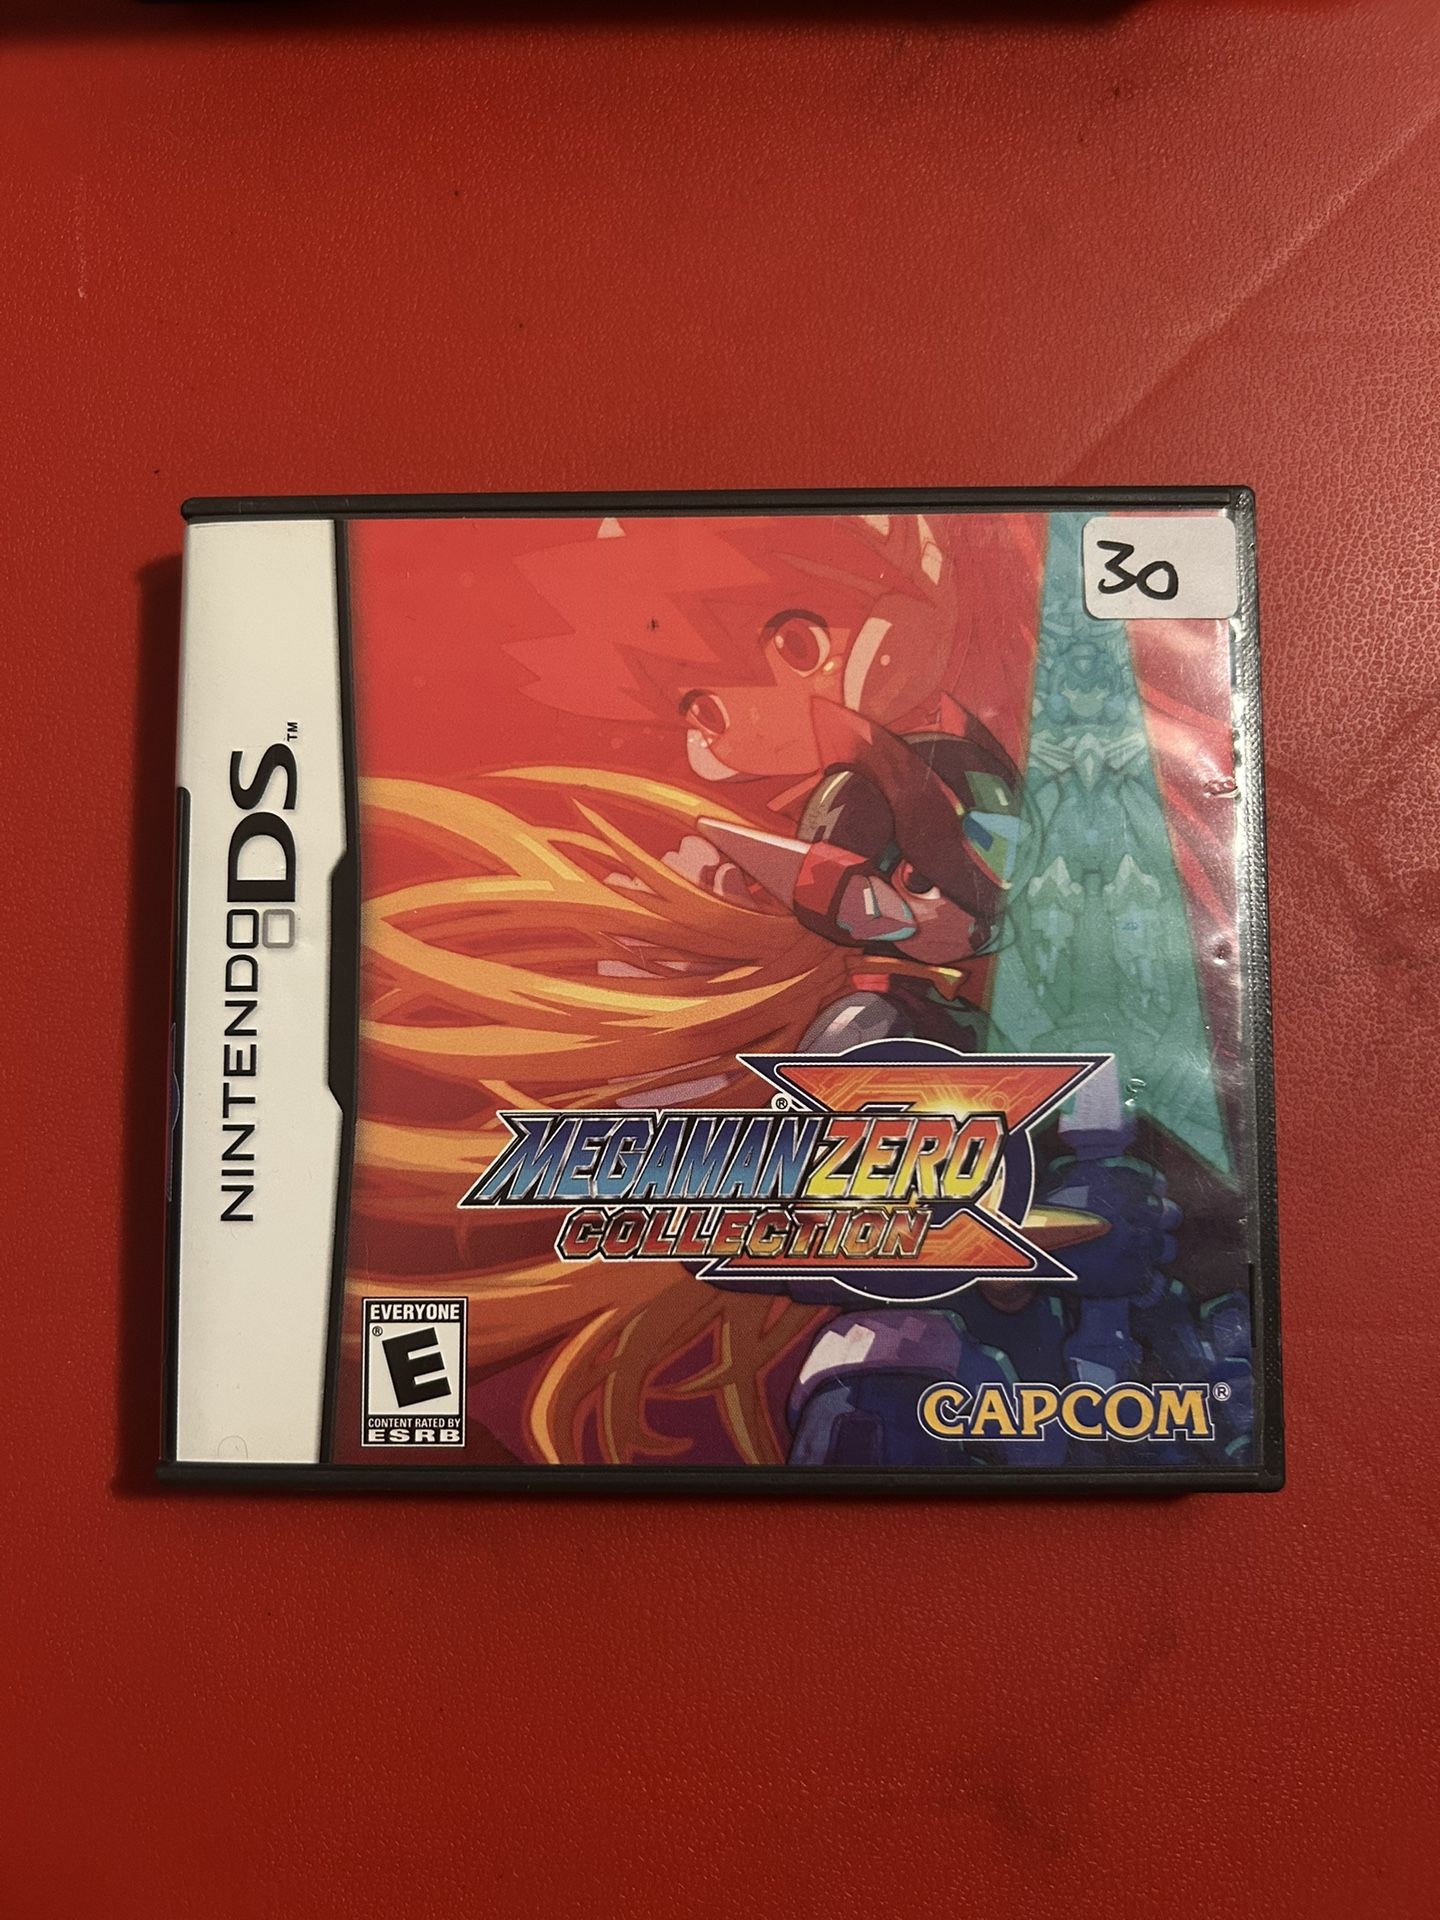 30
NINTENDO DS™
®
MEGAMAN ZERO
COLLECTION
EVERYONE
®
E
CONTENT RATED BY
ESRB
CAPCOM®